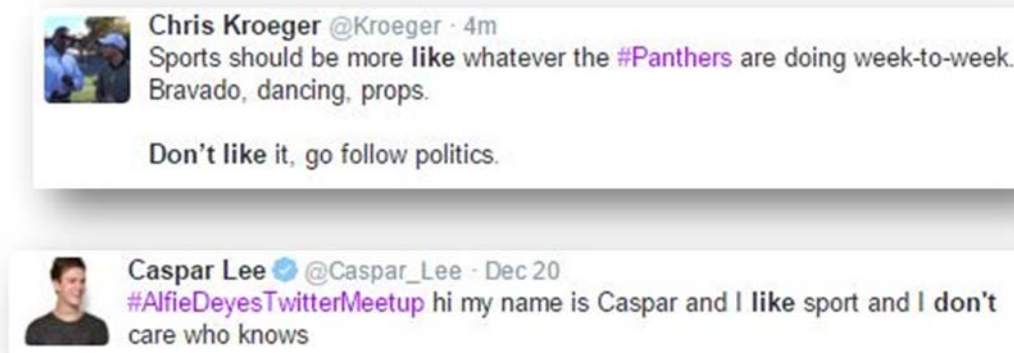 Chris Kroeger @Kroeger · 4m
Sports should be more like whatever the #Panthers are doing week-to-week.
Bravado, dancing, props.
Don't like it, go follow politics.
Caspar Lee @Caspar_Lee · Dec 20
#AlfieDeyesTwitterMeetup hi my name is Caspar and I like sport and I don't
care who knows